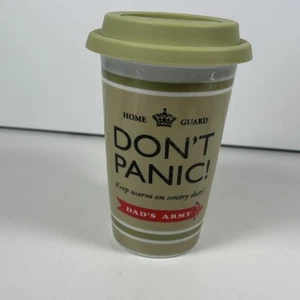 HOME GUARD
DON'T
PANIC!
Keep warm on sentry duty!
DAD'S ARMY